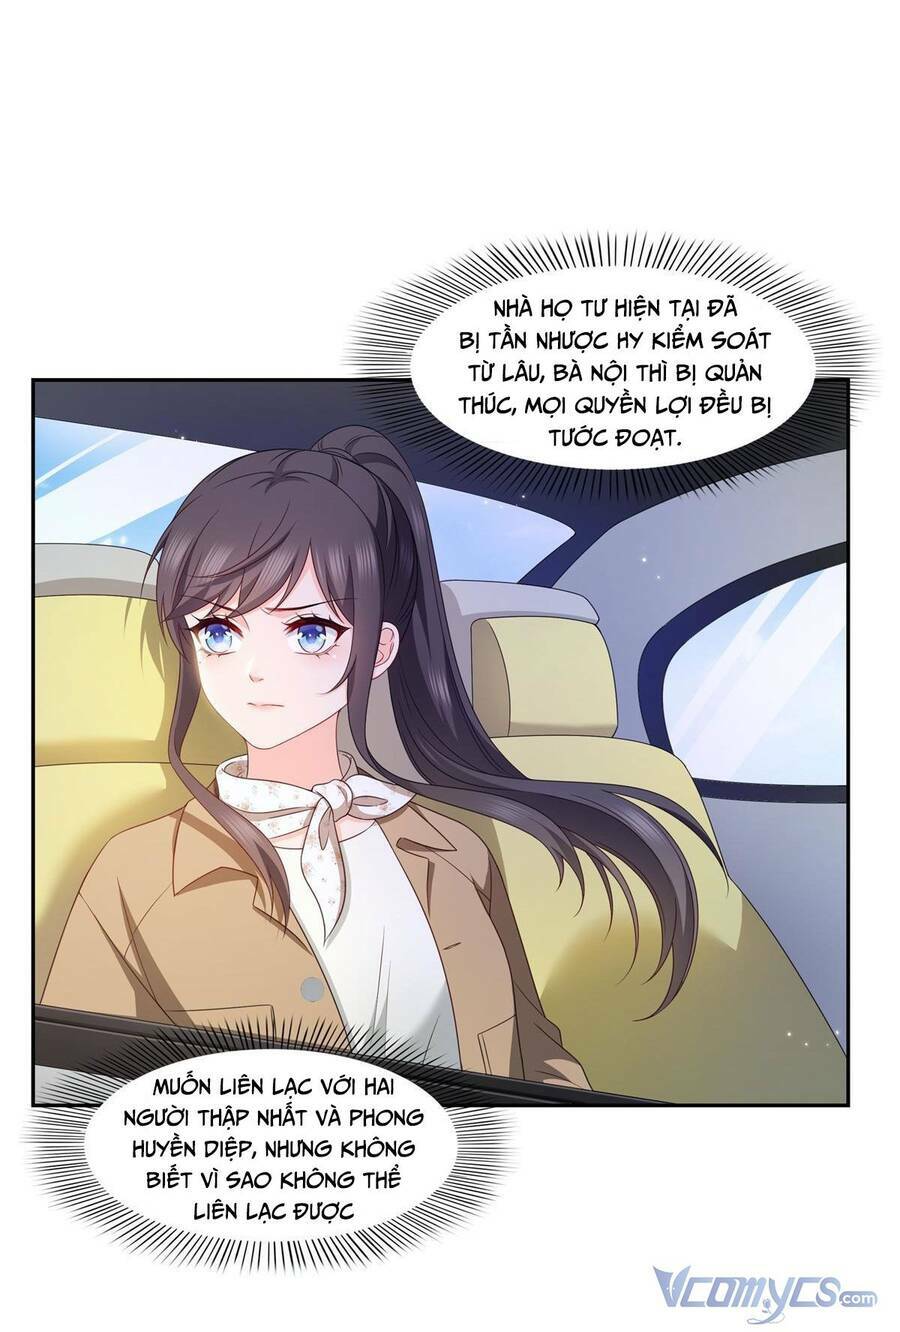 NHÀ HỌ TƯ HIỆN TẠI ĐÃ
BỊ TẦN NHƯỢC HY KIỂM SOÁT
TỪ LÂU, BÀ NỘI THÌ BỊ QUẢN
THÚC, MỌI QUYỀN LỢI ĐỀU BỊ
TƯỚC ĐOẠT.
MUỐN LIÊN LẠC VỚI HAI
NGƯỜI THẬP NHẤT VÀ PHONG
HUYỀN DIỆP, NHƯNG KHÔNG
BIẾT VÌ SAO KHÔNG THỂ
LIÊN LẠC ĐƯỢC
VCOMYCS.com